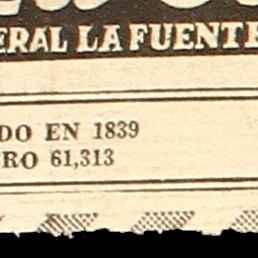 ERAL LA FUENTE
DO EN 1839
RO 61,313